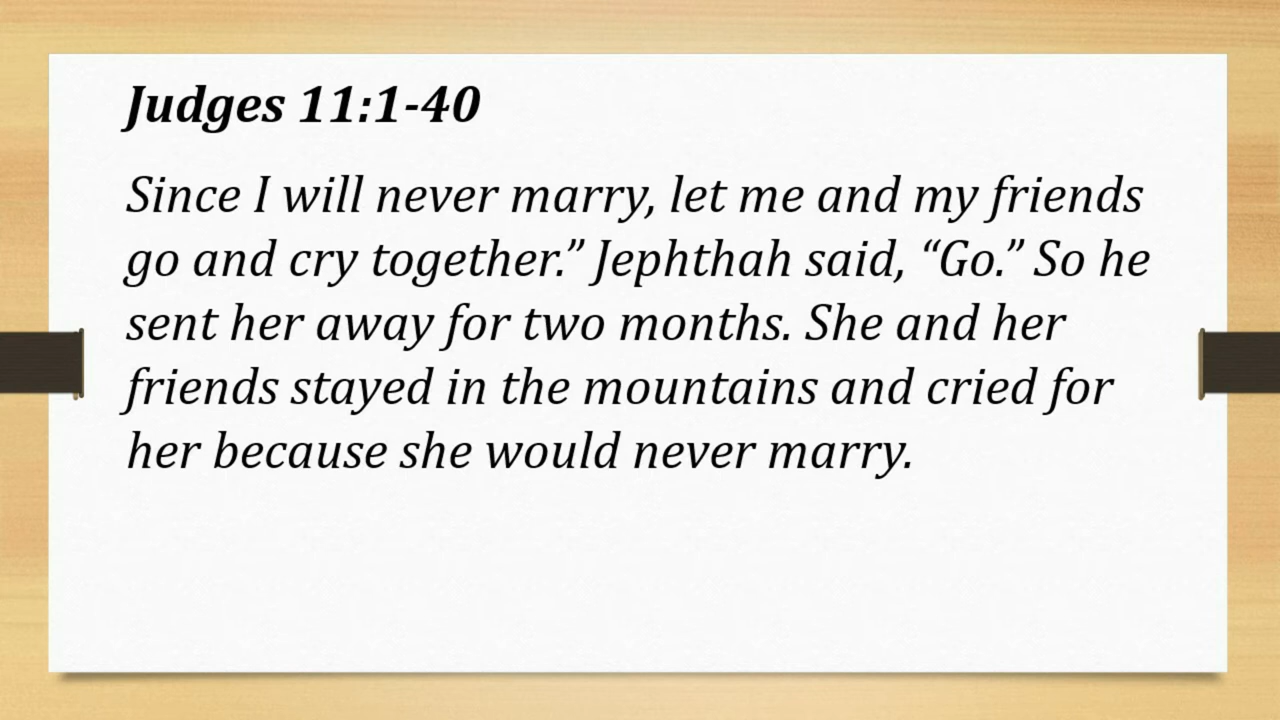 Judges 11:1-40
Since I will never marry, let me and my friends
go and cry together.” Jephthah said, “Go.” So he
sent her away for two months. She and her
friends stayed in the mountains and cried for
her because she would never marry.